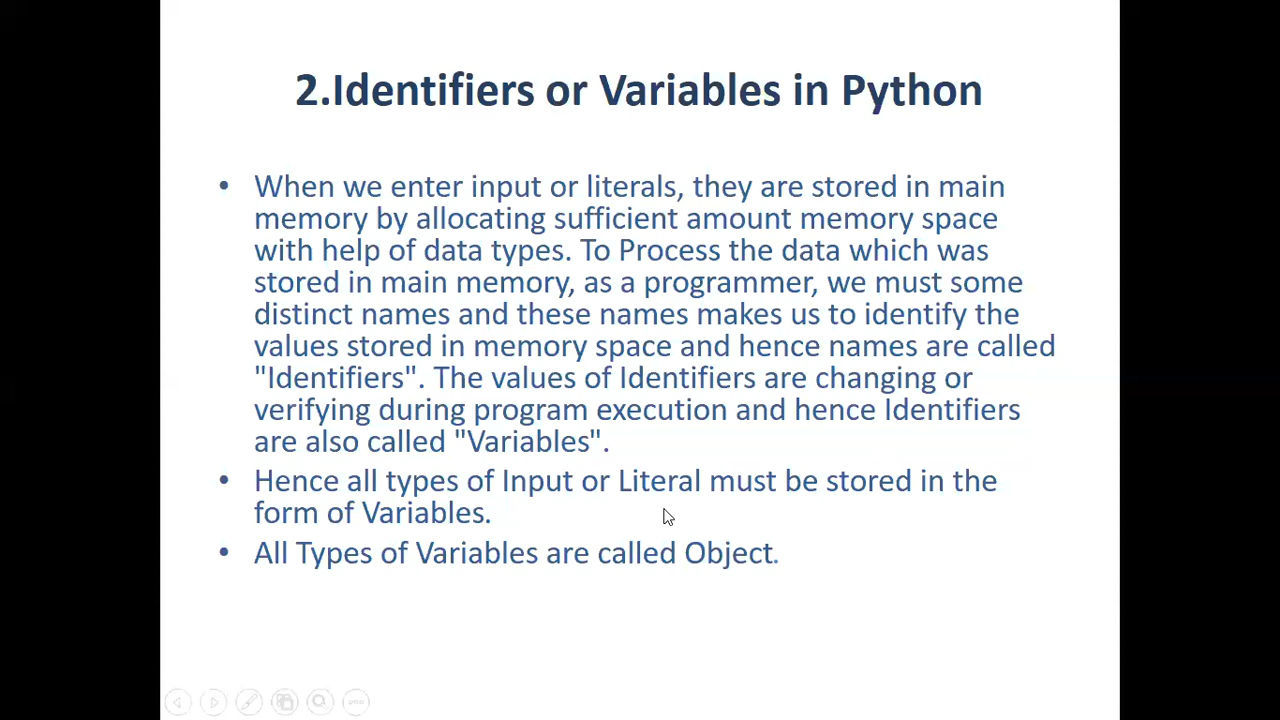 2.Identifiers or Variables in Python
• When we enter input or literals, they are stored in main
memory by allocating sufficient amount memory space
with help of data types. To Process the data which was
stored in main memory, as a programmer, we must some
distinct names and these names makes us to identify the
values stored in memory space and hence names are called
"Identifiers". The values of Identifiers are changing or
verifying during program execution and hence Identifiers
are also called "Variables".
• Hence all types of Input or Literal must be stored in the
form of Variables.
• All Types of Variables are called Object.